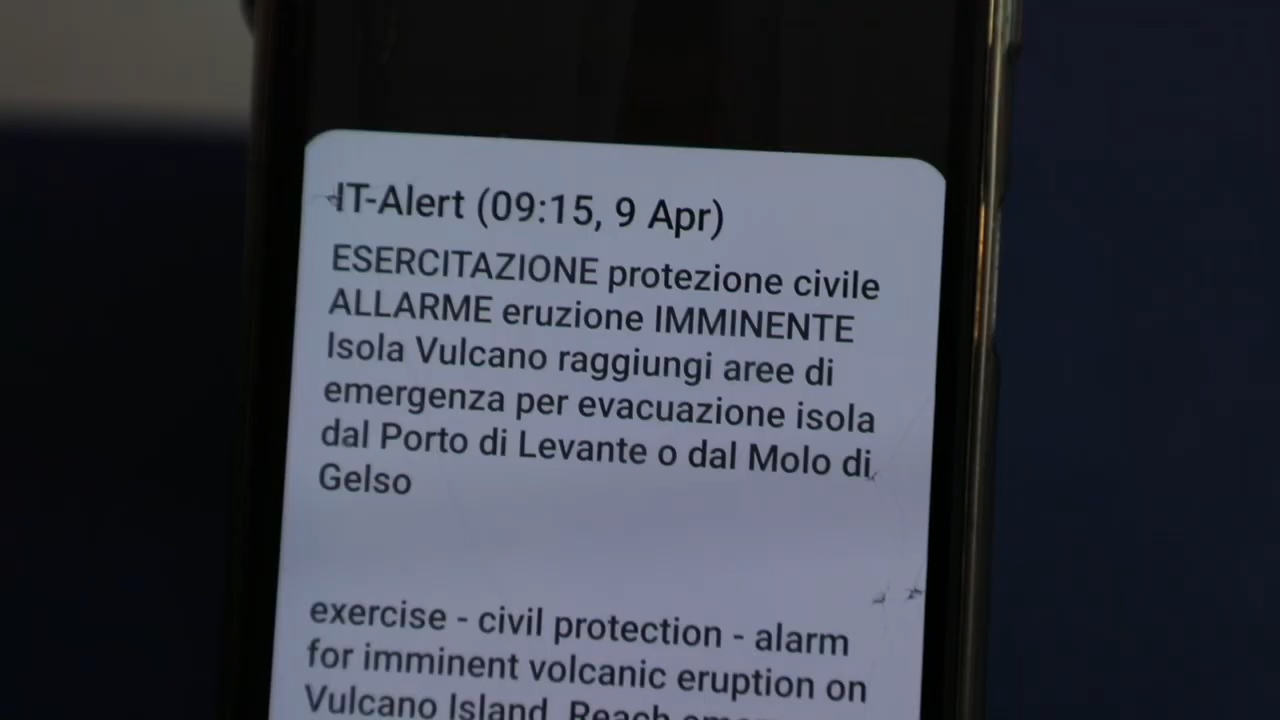 IT-Alert (09:15, 9 Apr)
ESERCITAZIONE protezione civile
ALLARME eruzione IMMINENTE
Isola Vulcano raggiungi aree di
emergenza per evacuazione isola
dal Porto di Levante o dal Molo di
Gelso
exercise - civil protection - alarm
for imminent volcanic eruption on
Vulcano Island. Reach